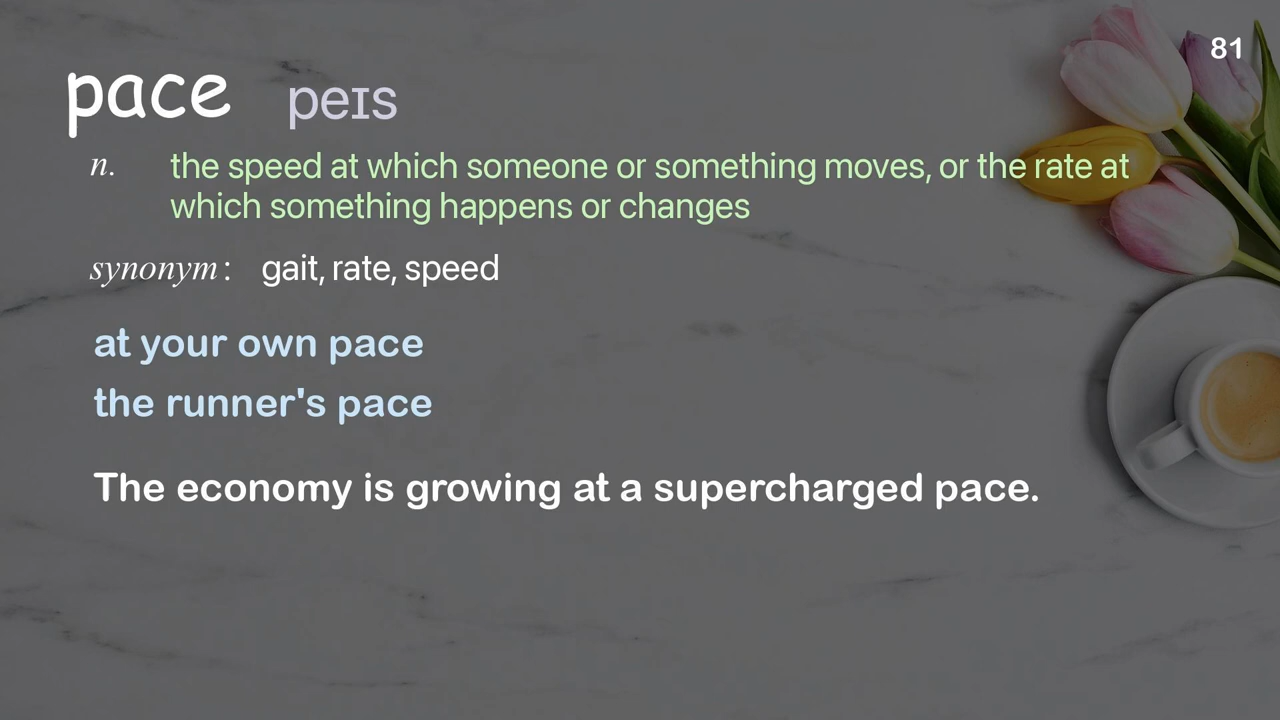 81
pace peɪs
n. the speed at which someone or something moves, or the rate at
which something happens or changes
synonym: gait, rate, speed
at your own pace
the runner's pace
The economy is growing at a supercharged pace.